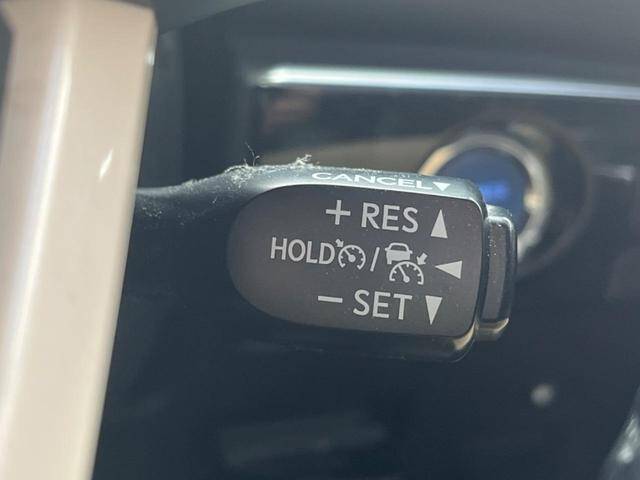 CANCEL▼
+ RES ▲
HOLD / ◀
− SET ▼